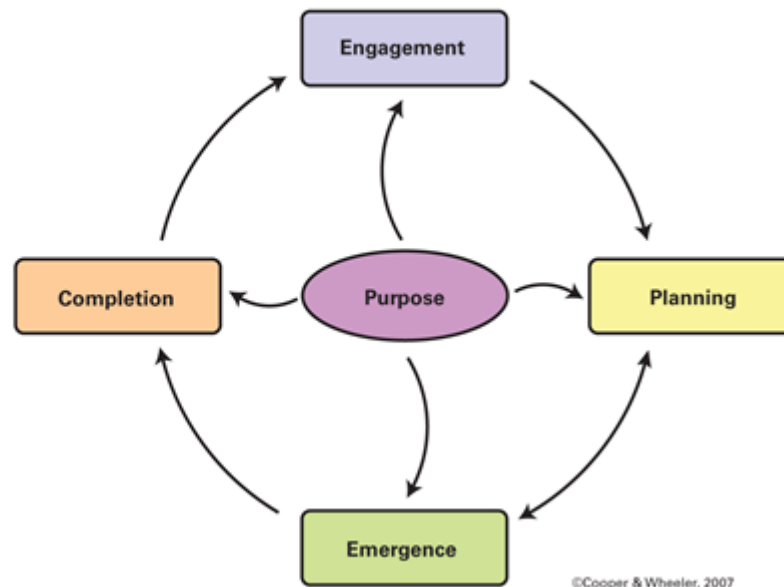 Engagement
Completion
Purpose
Planning
Emergence
©Cooper & Wheeler, 2007